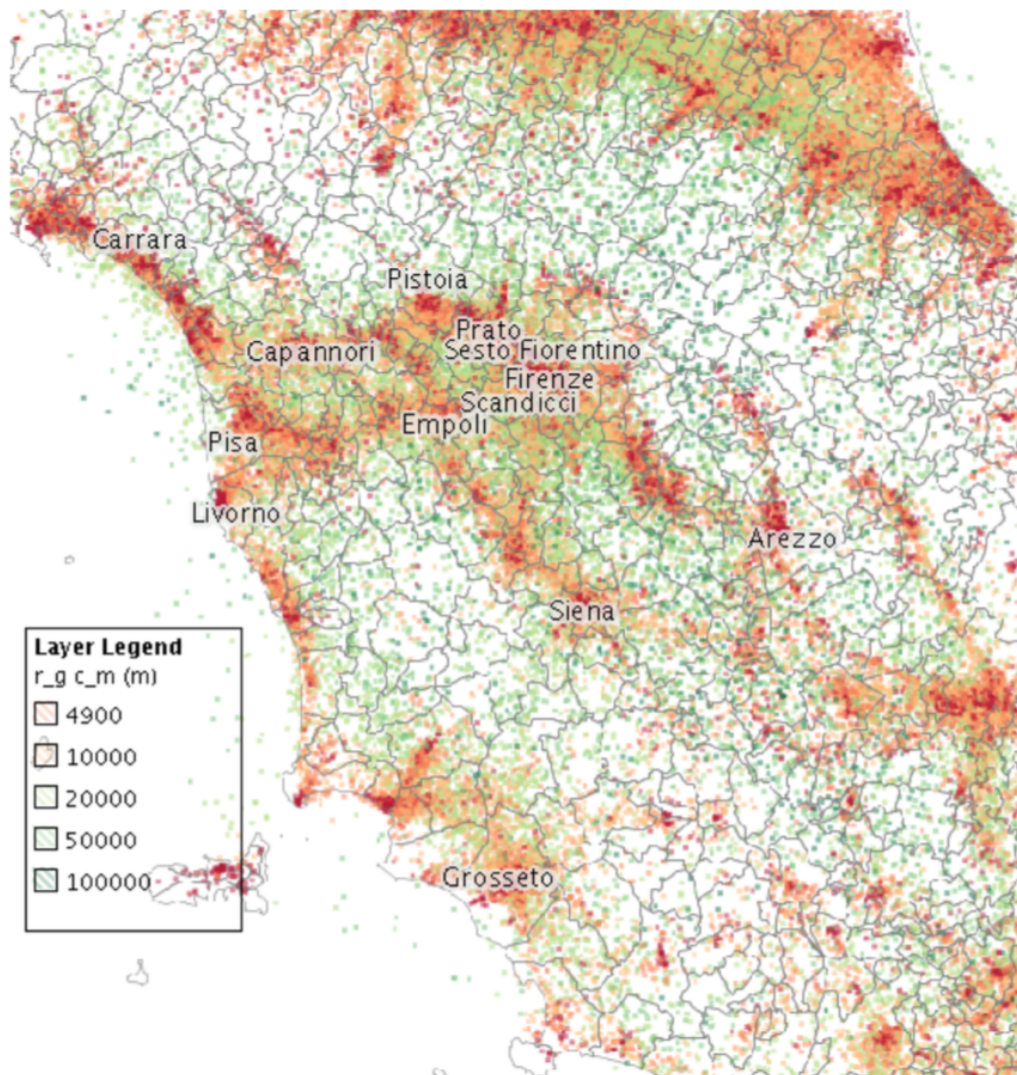 Carrara
Pistoia
Prato
Sesto Fiorentino
Capannori
Firenze
Scandicci
Empoli
Pisa
Livorno
Arezzo
Siena
Layer Legend
r_g c_m (m)
4900
10000
20000
50000
100000
Grosseto